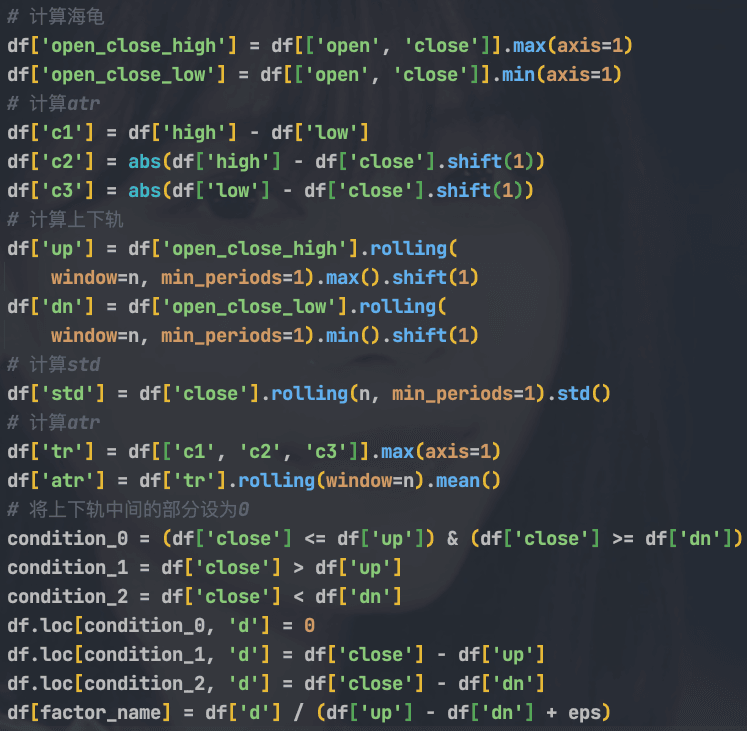 # 计算海龟
df['open_close_high'] = df[['open', 'close']].max(axis=1)
df['open_close_low'] = df[['open', 'close']].min(axis=1)
# 计算atr
df['c1'] = df['high'] - df['low']
df['c2'] = abs(df['high'] - df['close'].shift(1))
df['c3'] = abs(df['low'] - df['close'].shift(1))
# 计算上下轨
df['up'] = df['open_close_high'].rolling(
    window=n, min_periods=1).max().shift(1)
df['dn'] = df['open_close_low'].rolling(
    window=n, min_periods=1).min().shift(1)
# 计算std
df['std'] = df['close'].rolling(n, min_periods=1).std()
# 计算atr
df['tr'] = df[['c1', 'c2', 'c3']].max(axis=1)
df['atr'] = df['tr'].rolling(window=n).mean()
# 将上下轨中间的部分设为0
condition_0 = (df['close'] <= df['up']) & (df['close'] >= df['dn'])
condition_1 = df['close'] > df['up']
condition_2 = df['close'] < df['dn']
df.loc[condition_0, 'd'] = 0
df.loc[condition_1, 'd'] = df['close'] - df['up']
df.loc[condition_2, 'd'] = df['close'] - df['dn']
df[factor_name] = df['d'] / (df['up'] - df['dn'] + eps)